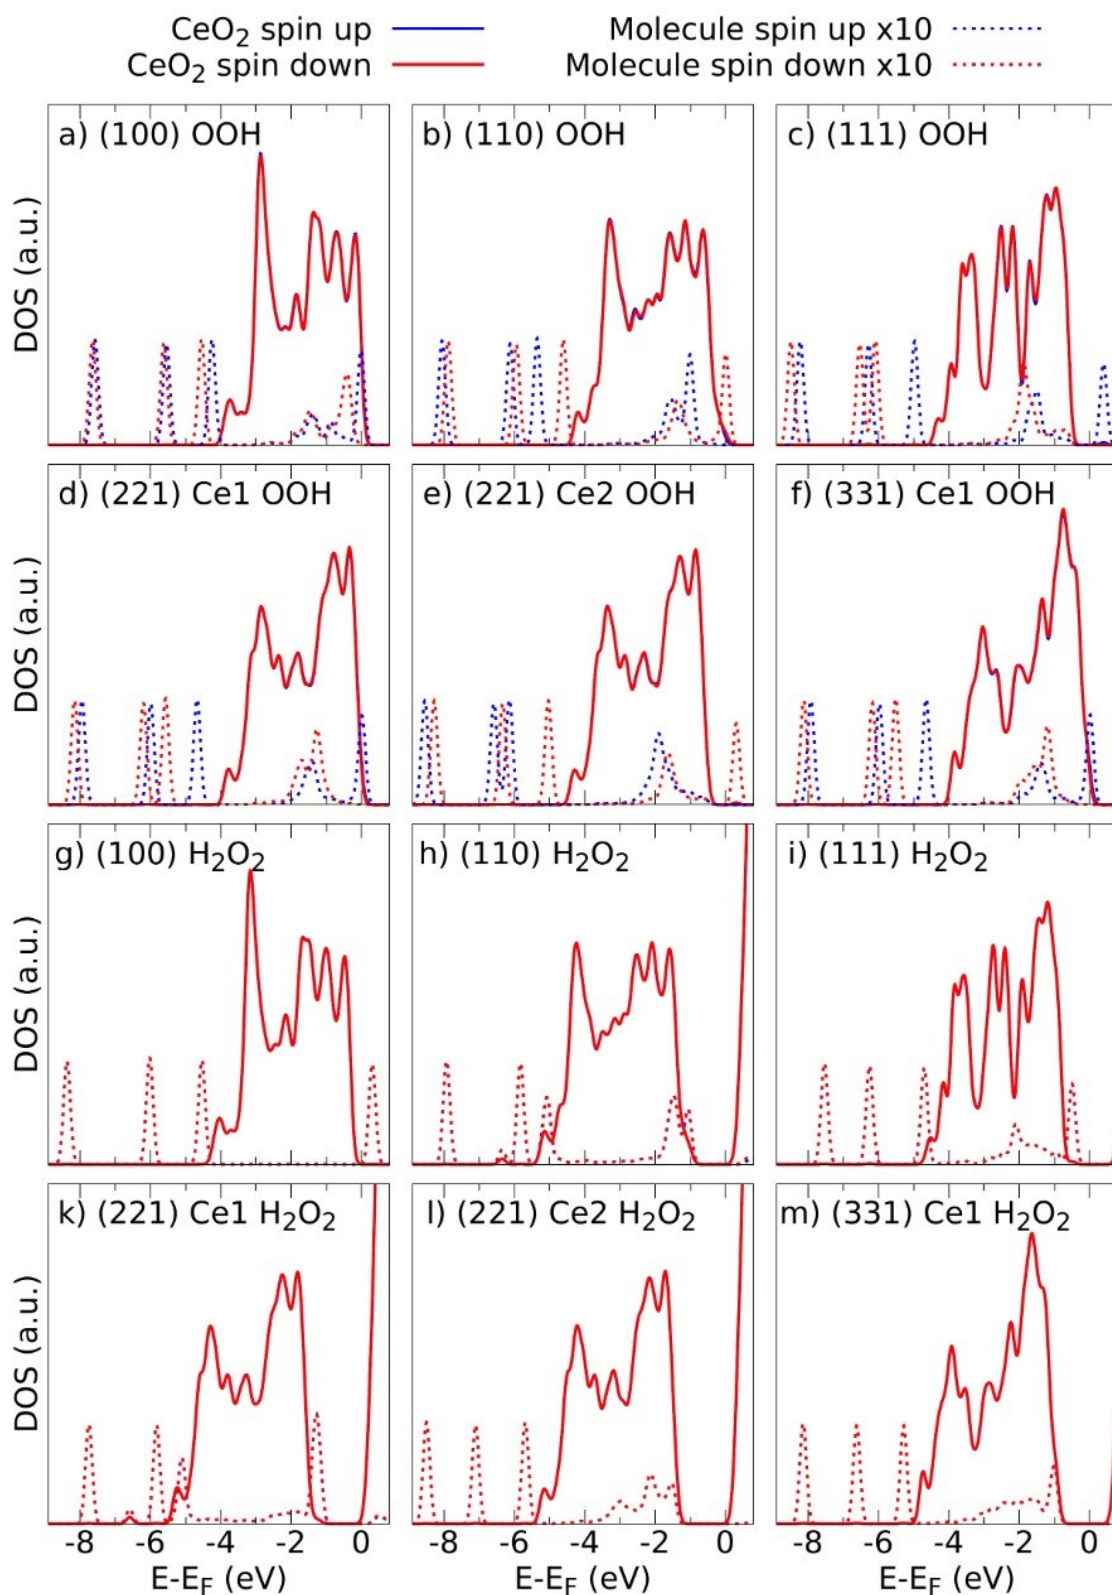 CeO₂ spin up
Molecule spin up x10
CeO₂ spin down
Molecule spin down x10
a) (100) OOH
b) (110) OOH
c) (111) OOH
DOS (a.u.)
d) (221) Ce1 OOH
e) (221) Ce2 OOH
f) (331) Ce1 OOH
DOS (a.u.)
g) (100) H₂O₂
h) (110) H₂O₂
i) (111) H₂O₂
DOS (a.u.)
k) (221) Ce1 H₂O₂
l) (221) Ce2 H₂O₂
m) (331) Ce1 H₂O₂
DOS (a.u.)
-8 -6 -4 -2 0
-8 -6 -4 -2 0
-8 -6 -4 -2 0
E-E_F (eV)
E-E_F (eV)
E-E_F (eV)